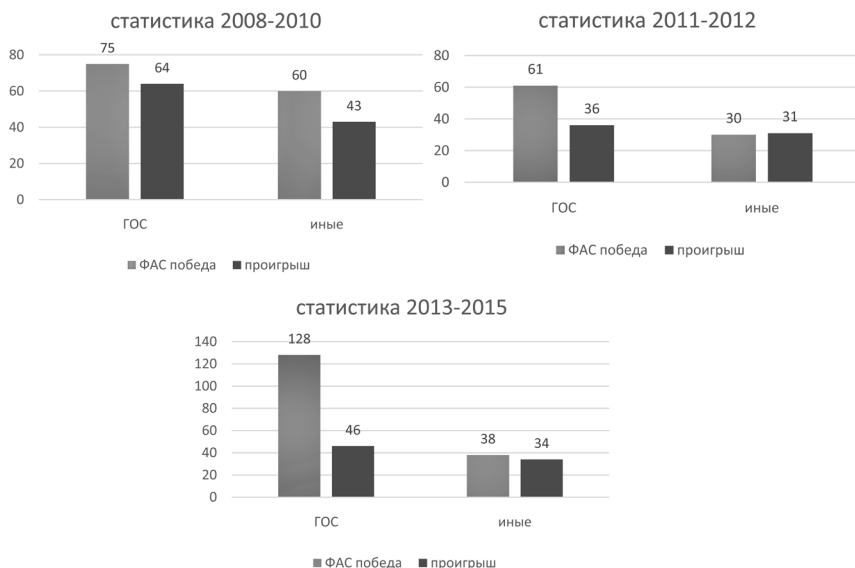 статистика 2008-2010
75
64
60
43
80
60
40
20
0
ГОС
иные
ФАС победа
проигрыш
статистика 2011-2012
61
36
30
31
80
60
40
20
0
ГОС
иные
ФАС победа
проигрыш
статистика 2013-2015
128
46
38
34
140
120
100
80
60
40
20
0
ГОС
иные
ФАС победа
проигрыш